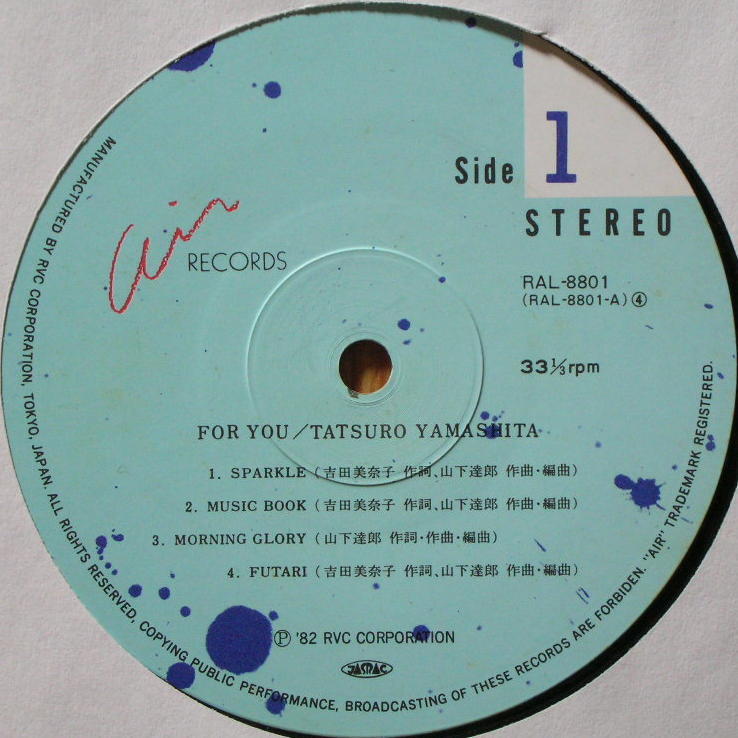 Side 1
STEREO
air
RECORDS
RAL-8801
(RAL-8801-A)④
33⅓rpm
FOR YOU／TATSURO YAMASHITA
1. SPARKLE (吉田美奈子 作詞、山下達郎 作曲・編曲)
2. MUSIC BOOK (吉田美奈子 作詞、山下達郎 作曲・編曲)
3. MORNING GLORY (山下達郎 作詞・作曲・編曲)
4. FUTARI (吉田美奈子 作詞、山下達郎 作曲・編曲)
Ⓟ '82 RVC CORPORATION
JASRAC
MANUFACTURED BY RVC CORPORATION, TOKYO, JAPAN. ALL RIGHTS RESERVED, COPYING PUBLIC PERFORMANCE, BROADCASTING OF THESE RECORDS ARE FORBIDEN. "AIR" TRADEMARK REGISTERED.